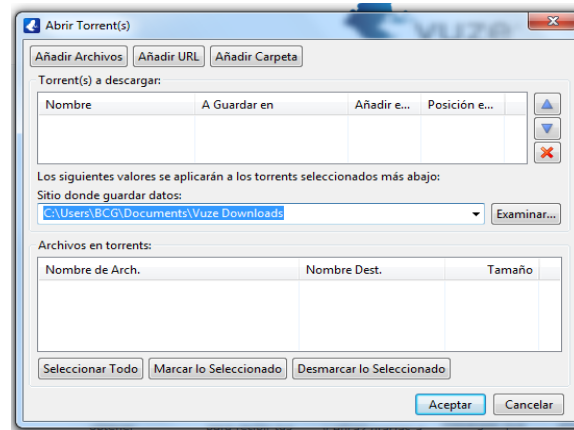 vuze
Abrir Torrent(s)
Añadir Archivos Añadir URL Añadir Carpeta
Torrent(s) a descargar:
Nombre A Guardar en Añadir e... Posición e...
Los siguientes valores se aplicarán a los torrents seleccionados más abajo:
Sitio donde guardar datos:
C:\Users\BCG\Documents\Vuze Downloads Examinar...
Archivos en torrents:
Nombre de Arch. Nombre Dest. Tamaño
Seleccionar Todo Marcar lo Seleccionado Desmarcar lo Seleccionado
Aceptar Cancelar